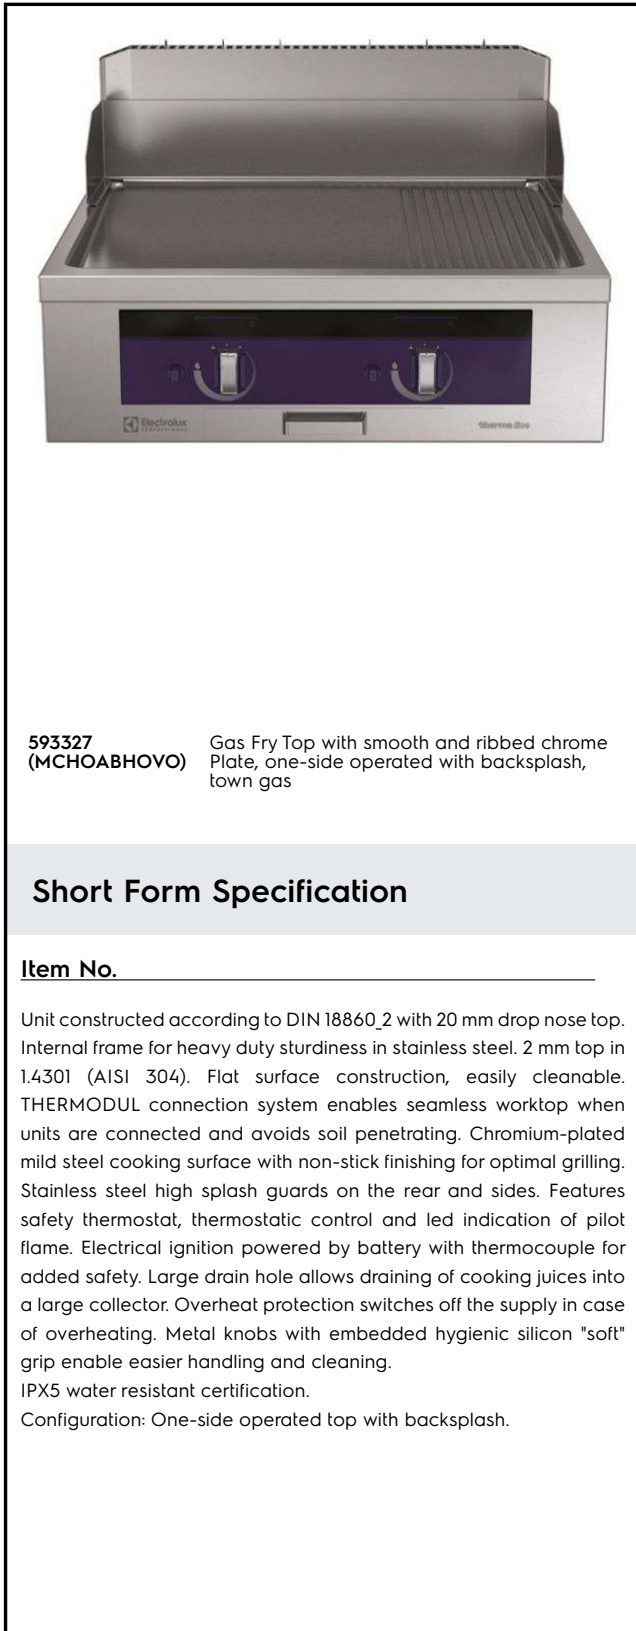 Electrolux
PROFESSIONAL
thermaline
593327
(MCHOABHOVO)
Gas Fry Top with smooth and ribbed chrome
Plate, one-side operated with backsplash,
town gas
Short Form Specification
Item No.
Unit constructed according to DIN 18860_2 with 20 mm drop nose top.
Internal frame for heavy duty sturdiness in stainless steel. 2 mm top in
1.4301 (AISI 304). Flat surface construction, easily cleanable.
THERMODUL connection system enables seamless worktop when
units are connected and avoids soil penetrating. Chromium-plated
mild steel cooking surface with non-stick finishing for optimal grilling.
Stainless steel high splash guards on the rear and sides. Features
safety thermostat, thermostatic control and led indication of pilot
flame. Electrical ignition powered by battery with thermocouple for
added safety. Large drain hole allows draining of cooking juices into
a large collector. Overheat protection switches off the supply in case
of overheating. Metal knobs with embedded hygienic silicon "soft"
grip enable easier handling and cleaning.
IPX5 water resistant certification.
Configuration: One-side operated top with backsplash.